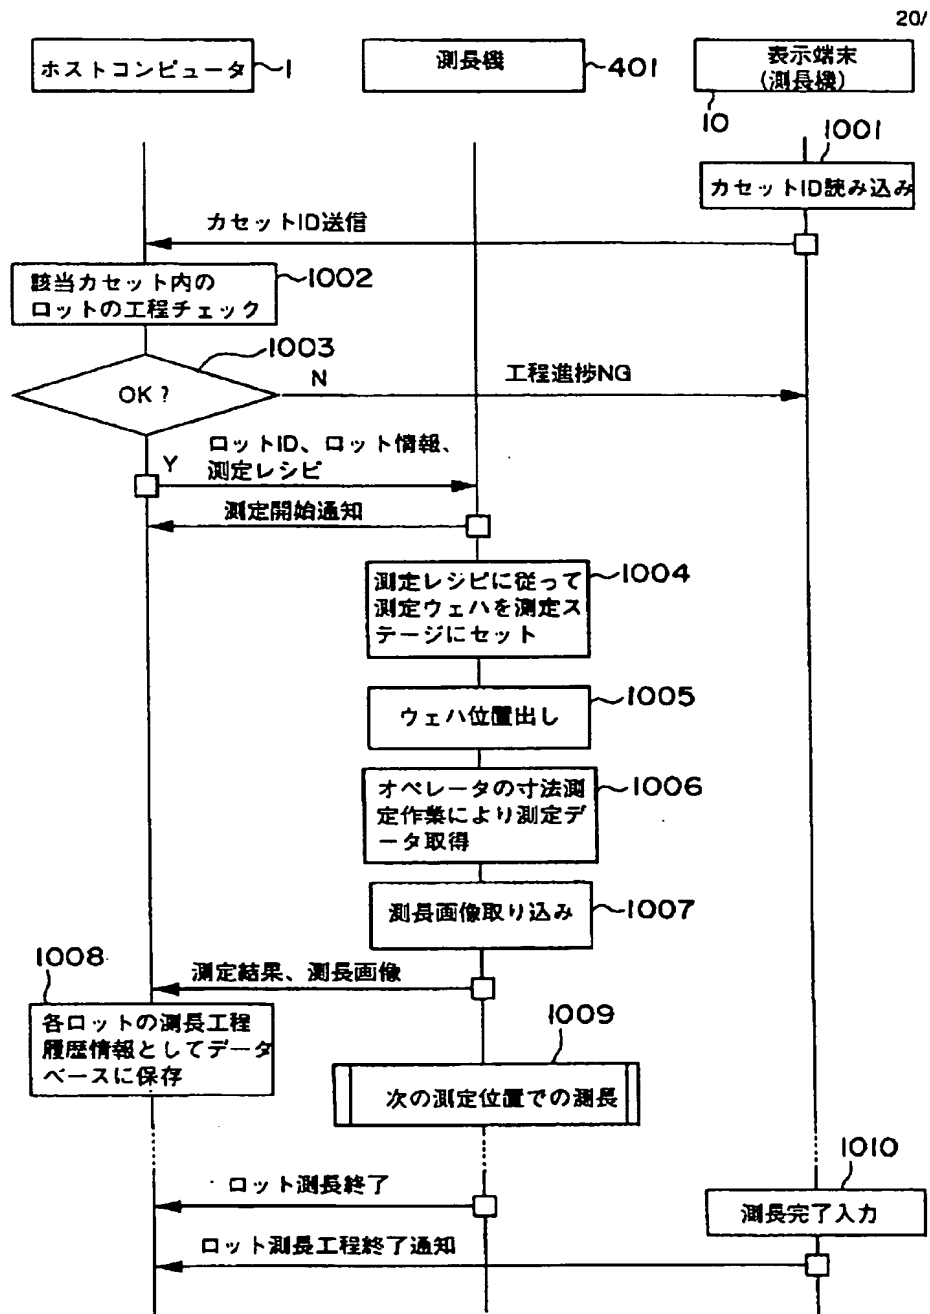 20/
ホストコンピュータ
1
測長機
401
表示端末
(測長機)
10
1001
カセットID読み込み
カセットID送信
1002
該当カセット内の
ロットの工程チェック
1003
OK?
N
工程進捗NG
Y
ロットID、ロット情報、
測定レシピ
測定開始通知
1004
測定レシピに従って
測定ウェハを測定ス
テージにセット
1005
ウェハ位置出し
1006
オペレータの寸法測
定作業により測定デ
ータ取得
1007
測長画像取り込み
1008
測定結果、測長画像
各ロットの測長工程
履歴情報としてデータ
ベースに保存
1009
次の測定位置での測長
1010
ロット測長終了
測長完了入力
ロット測長工程終了通知